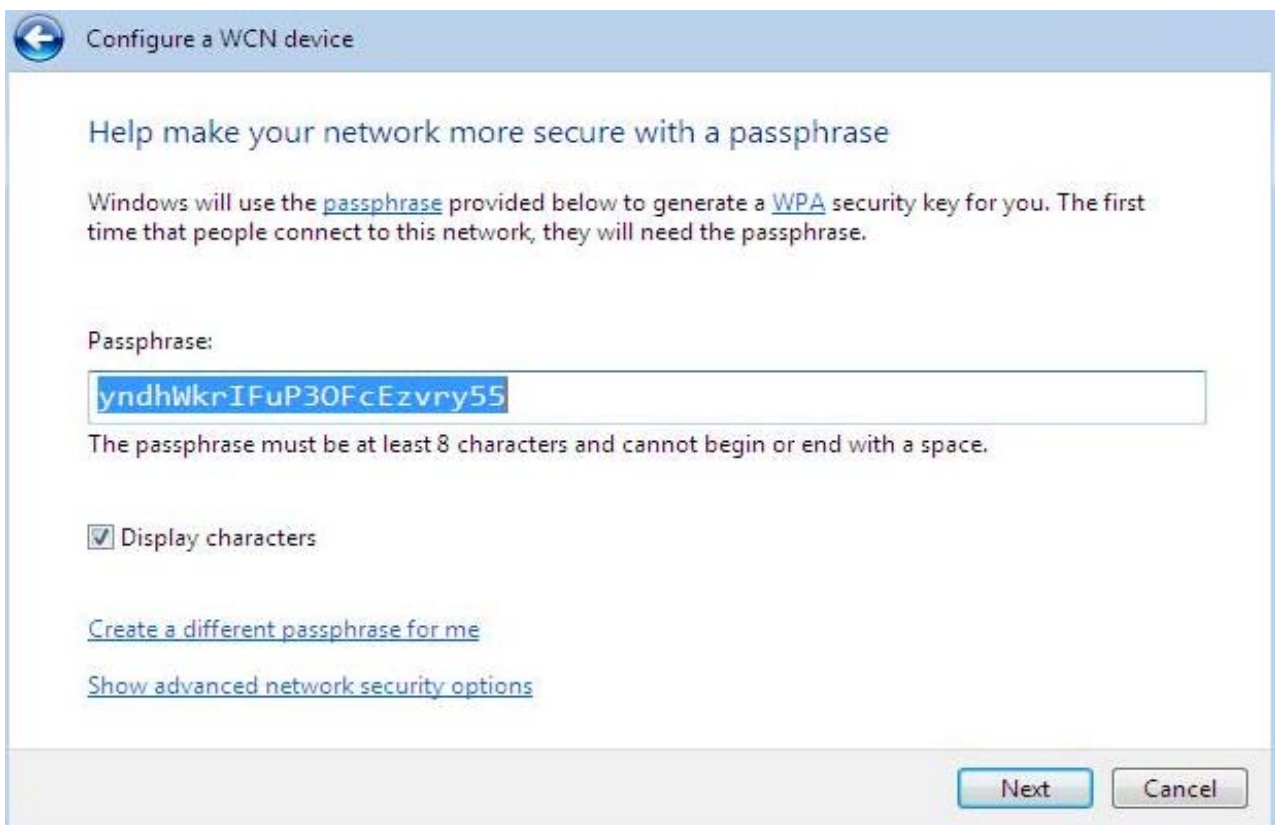 Configure a WCN device
Help make your network more secure with a passphrase
Windows will use the passphrase provided below to generate a WPA security key for you. The first
time that people connect to this network, they will need the passphrase.
Passphrase:
yndhWkrIFuP3OFcEzvry55
The passphrase must be at least 8 characters and cannot begin or end with a space.
Display characters
Create a different passphrase for me
Show advanced network security options
Next Cancel